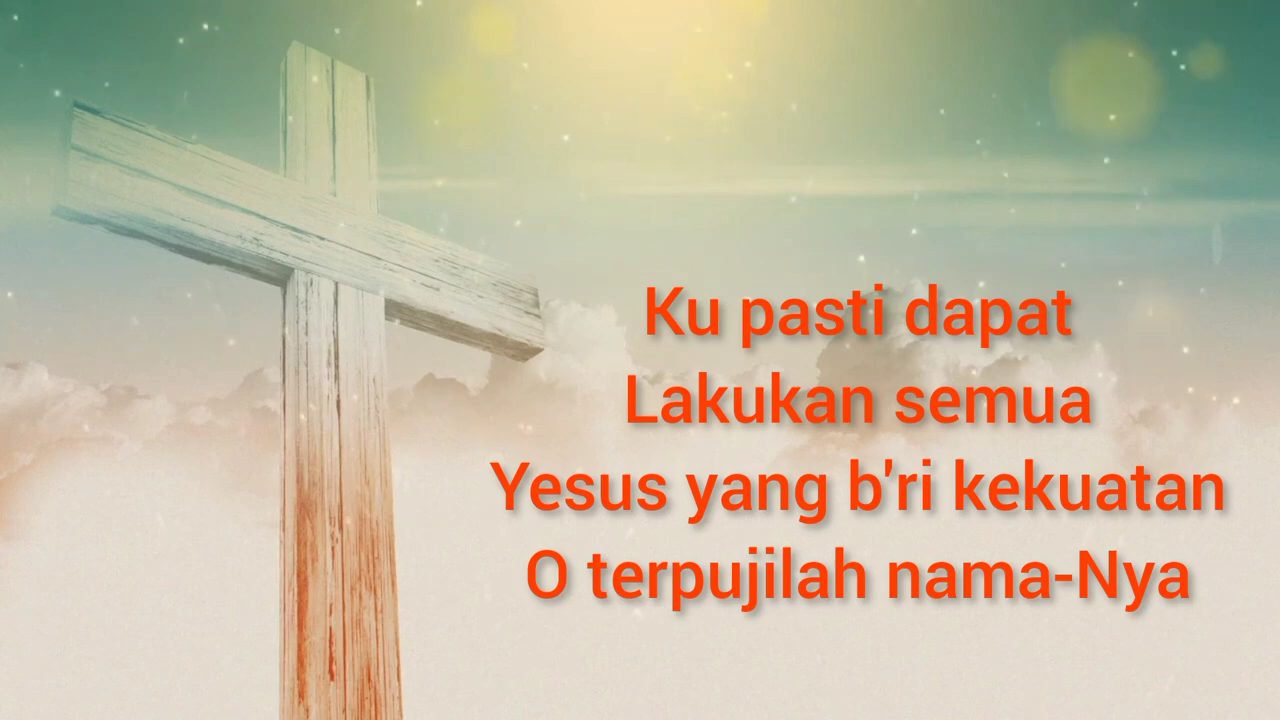 Ku pasti dapat
Lakukan semua
Yesus yang b'ri kekuatan
O terpujilah nama-Nya